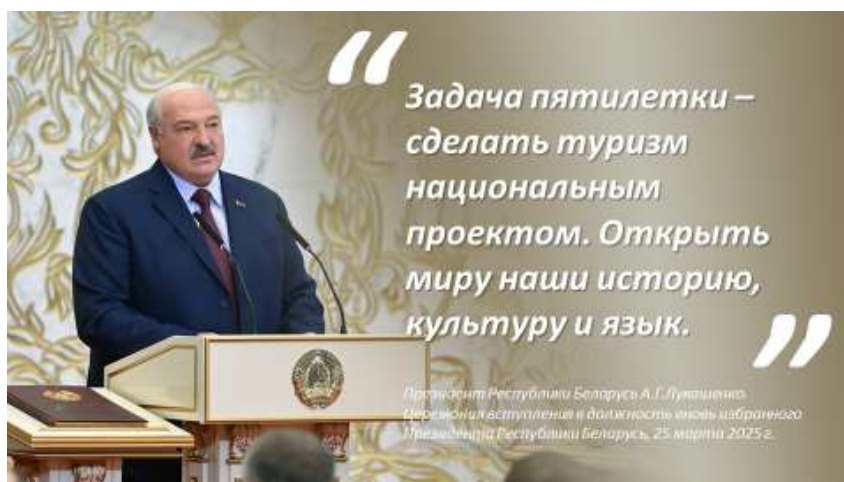 “
Задача пятилетки –
сделать туризм
национальным
проектом. Открыть
миру наши историю,
культуру и язык.
”
Президент Республики Беларусь А.Г.Лукашенко.
Церемония вступления в должность вновь избранного
Президента Республики Беларусь, 25 марта 2025 г.